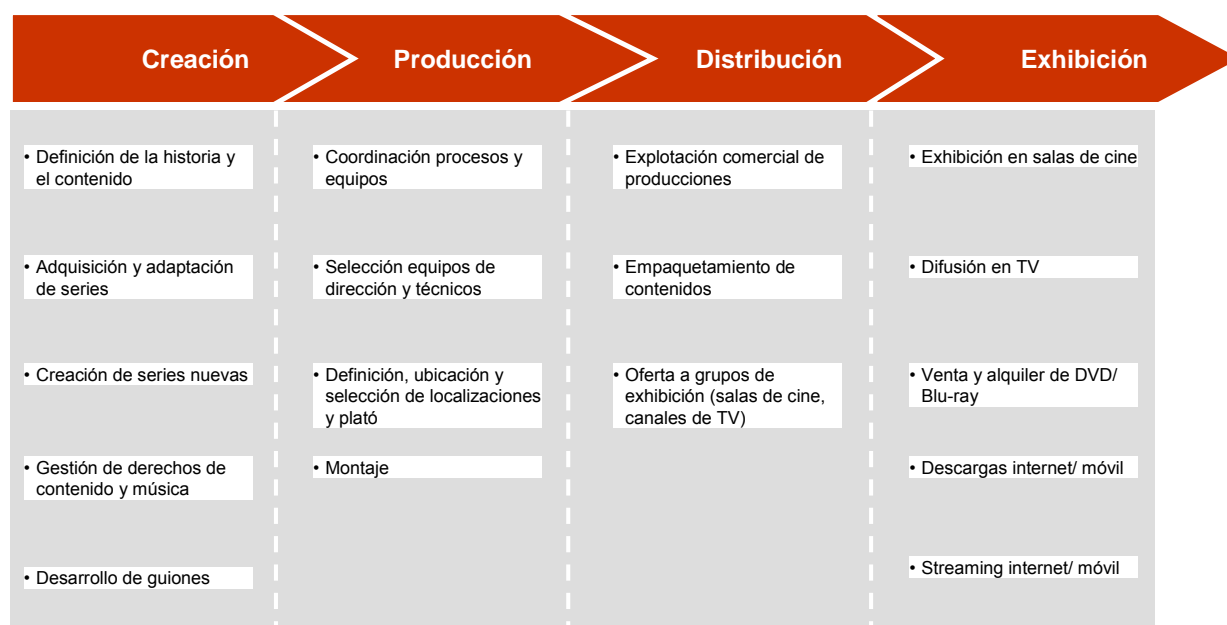 Creación
Producción
Distribución
Exhibición
• Definición de la historia y
el contenido
• Adquisición y adaptación
de series
• Creación de series nuevas
• Gestión de derechos de
contenido y música
• Desarrollo de guiones
• Coordinación procesos y
equipos
• Selección equipos de
dirección y técnicos
• Definición, ubicación y
selección de localizaciones
y plató
• Montaje
• Explotación comercial de
producciones
• Empaquetamiento de
contenidos
• Oferta a grupos de
exhibición (salas de cine,
canales de TV)
• Exhibición en salas de cine
• Difusión en TV
• Venta y alquiler de DVD/
Blu-ray
• Descargas internet/ móvil
• Streaming internet/ móvil